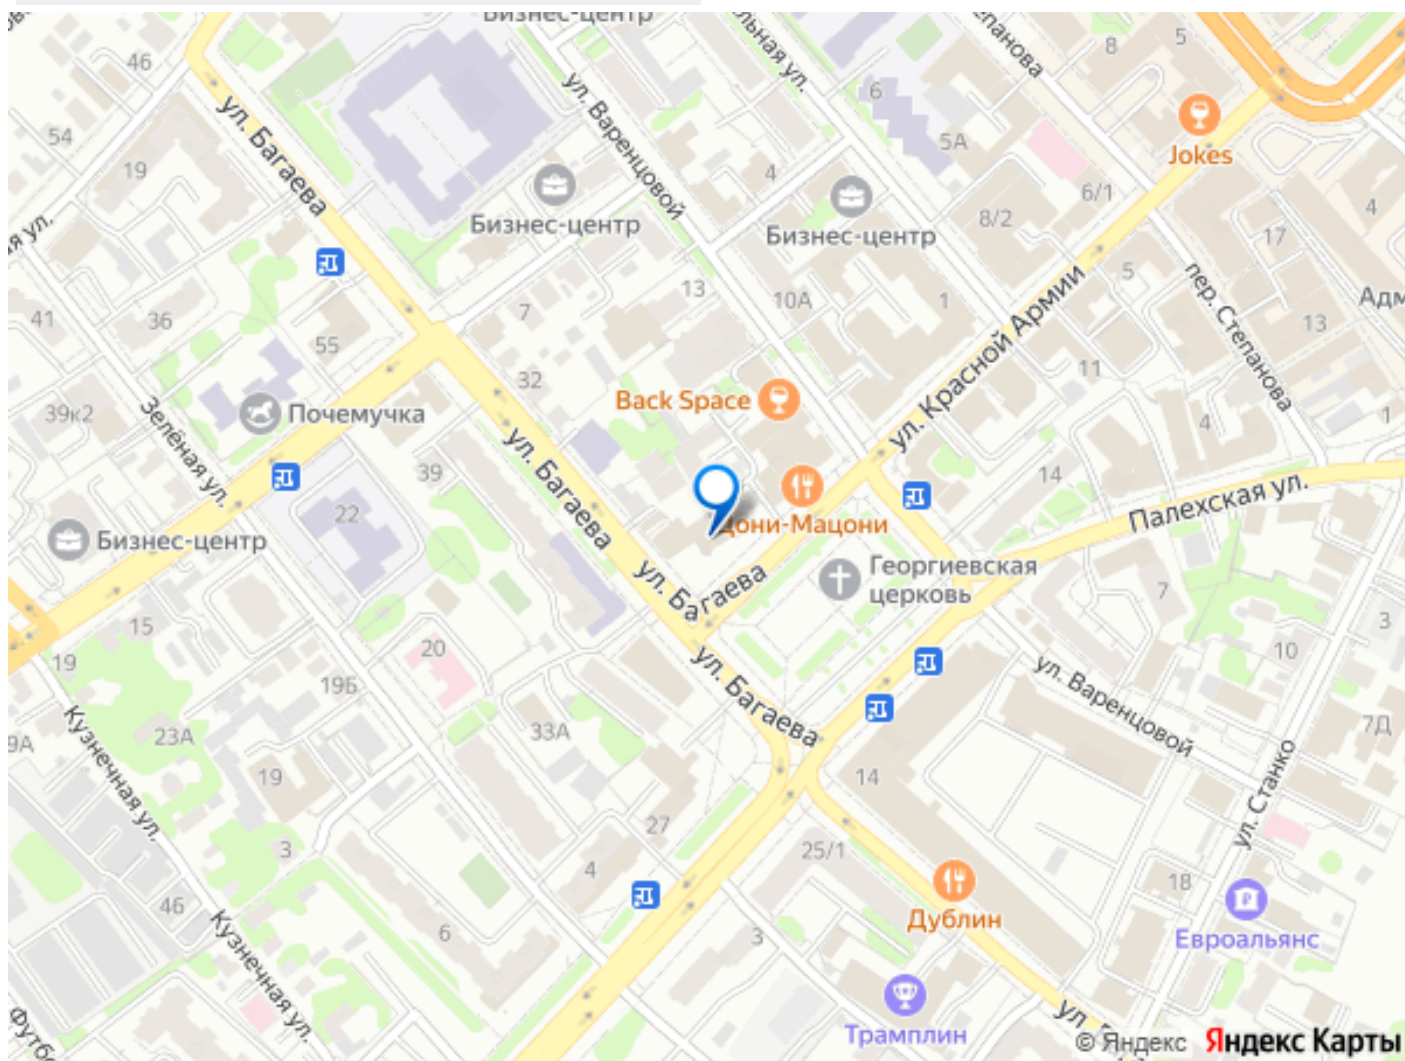 Бизнес-центр
46
5
8
ул. Варенцовой
6
54
19
ул. Багаева
5А
Jokes
4
6/1
Бизнес-центр
Бизнес-центр
8/2
4
17
13
10А
1
5
пер. Степанова
41
36
7
55
13
ул. Красной Армии
11
32
39к2
Почемучка
Back Space
4
1
Зелёная ул.
39
ул. Багаева
14
Палехская ул.
22
Бизнес-центр
ул. Багаева
Георгиевская
церковь
7
3
15
19
20
10
19Б
ул. Багаева
ул. Варенцовой
Кузнечная ул.
23А
33А
7Д
19
14
ул. Станко
3
27
25/1
4
18
46
Дублин
Кузнечная ул.
6
3
Евроальянс
Трамплин
© Яндекс Яндекс Карты